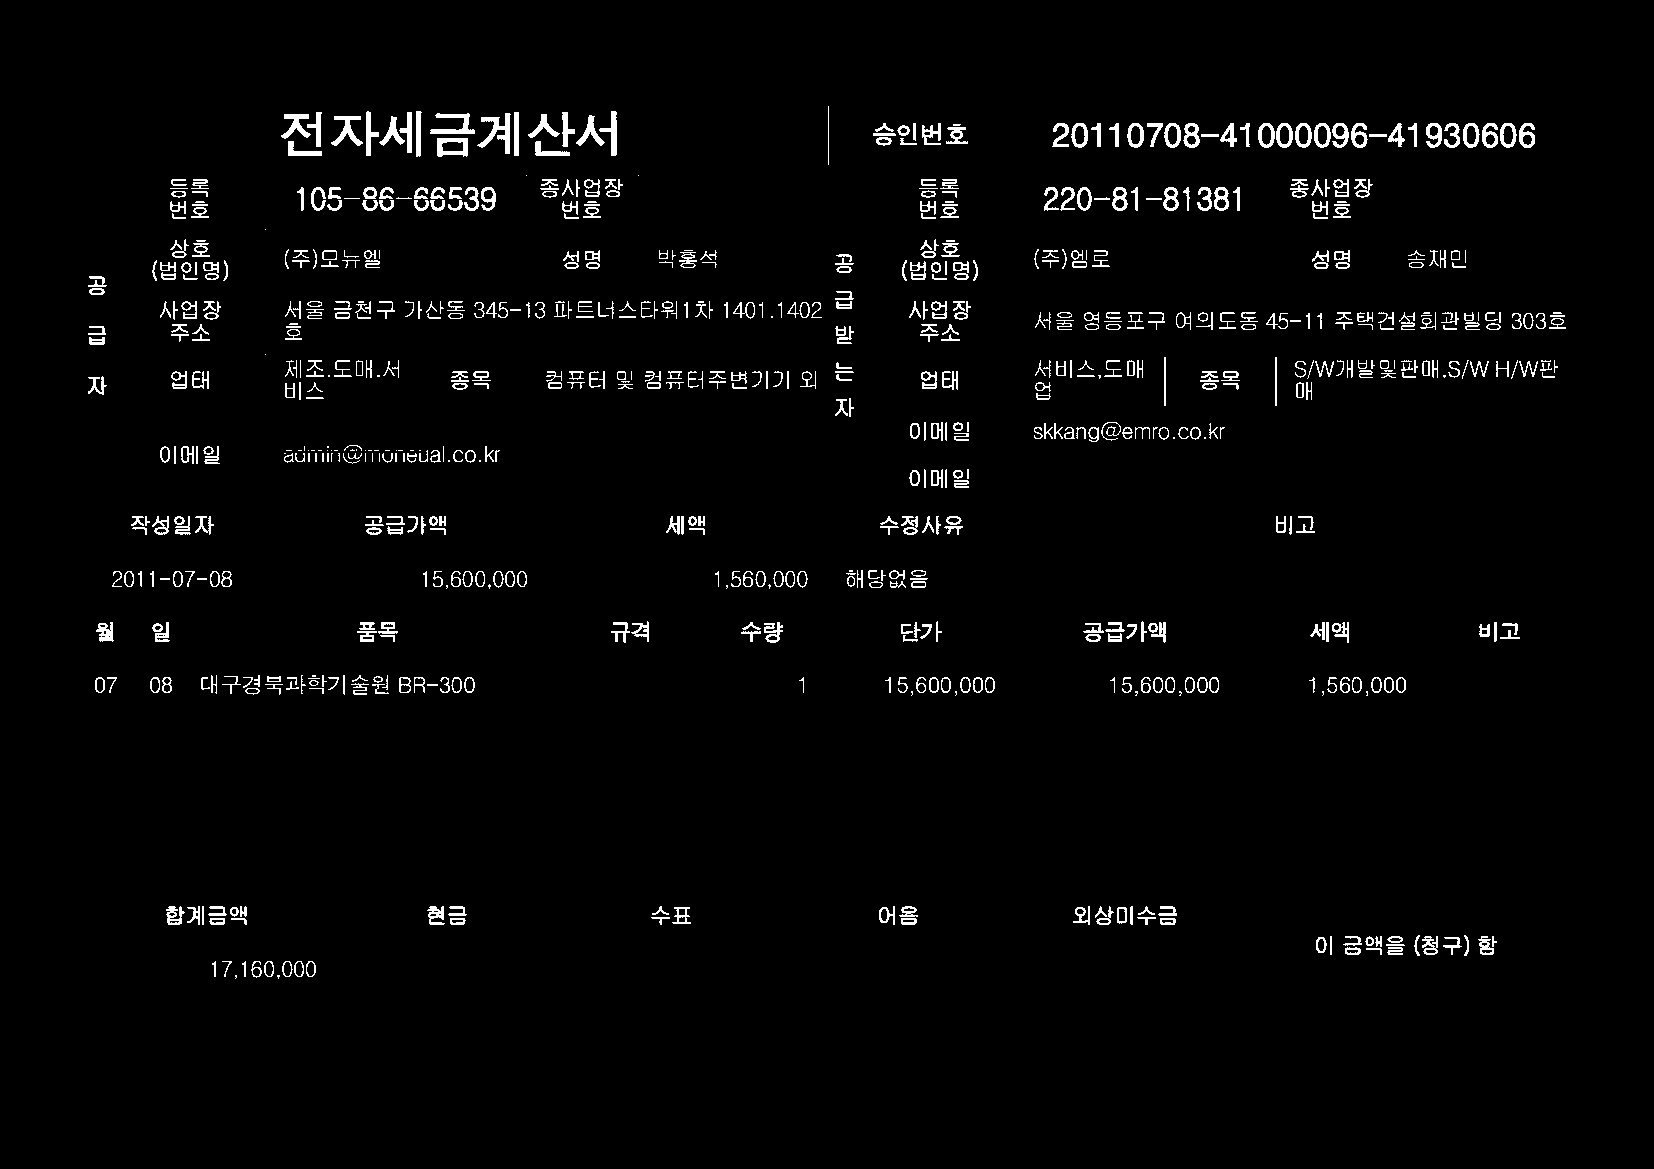 전자세금계산서 승인번호 20110708-41000096-41930606
등록번호 105-86-66539 종사업장번호 등록번호 220-81-81381 종사업장번호
공급자 공급받는자
상호(법인명) (주)모뉴엘 성명 박홍석 상호(법인명) (주)엠로 성명 송재민
사업장주소 서울 금천구 가산동 345-13 파트너스타워1차 1401.1402호 사업장주소 서울 영등포구 여의도동 45-11 주택건설회관빌딩 303호
업태 제조.도매.서비스 종목 컴퓨터 및 컴퓨터주변기기 외 업태 서비스,도매업 종목 S/W개발및판매.S/W H/W판매
이메일 admin@moneual.co.kr 이메일 skkang@emro.co.kr
이메일
작성일자 공급가액 세액 수정사유 비고
2011-07-08 15,600,000 1,560,000 해당없음
월 일 품목 규격 수량 단가 공급가액 세액 비고
07 08 대구경북과학기술원 BR-300 1 15,600,000 15,600,000 1,560,000
합계금액 현금 수표 어음 외상미수금
이 금액을 (청구) 함
17,160,000